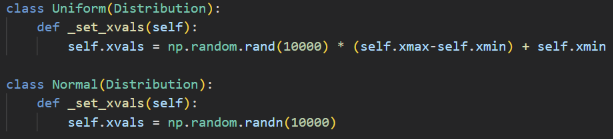 class Uniform(Distribution):
    def _set_xvals(self):
        self.xvals = np.random.rand(10000) * (self.xmax-self.xmin) + self.xmin
class Normal(Distribution):
    def _set_xvals(self):
        self.xvals = np.random.randn(10000)